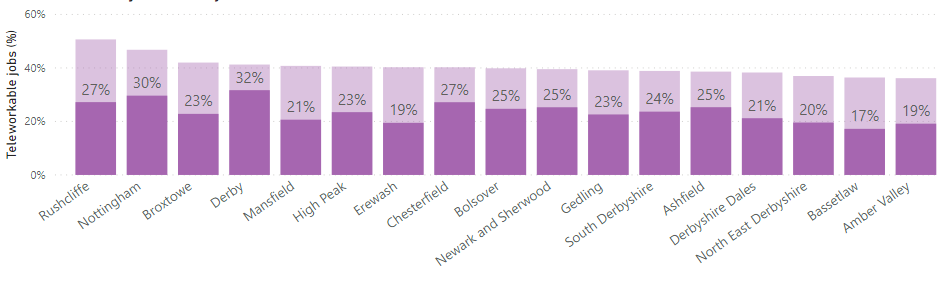 60%
40%
20%
0%
Teleworkable jobs (%)
27%
30%
23%
32%
21%
23%
19%
27%
25%
25%
23%
24%
25%
21%
20%
17%
19%
Rushcliffe
Nottingham
Broxtowe
Derby
Mansfield
High Peak
Erewash
Chesterfield
Bolsover
Newark and Sherwood
Gedling
South Derbyshire
Ashfield
Derbyshire Dales
North East Derbyshire
Bassetlaw
Amber Valley